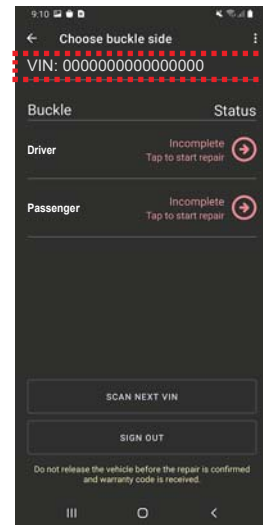 9:10
Choose buckle side
VIN: 0000000000000000
Buckle Status
Driver Incomplete
Tap to start repair
Passenger Incomplete
Tap to start repair
SCAN NEXT VIN
SIGN OUT
Do not release the vehicle before the repair is confirmed
and warranty code is received.